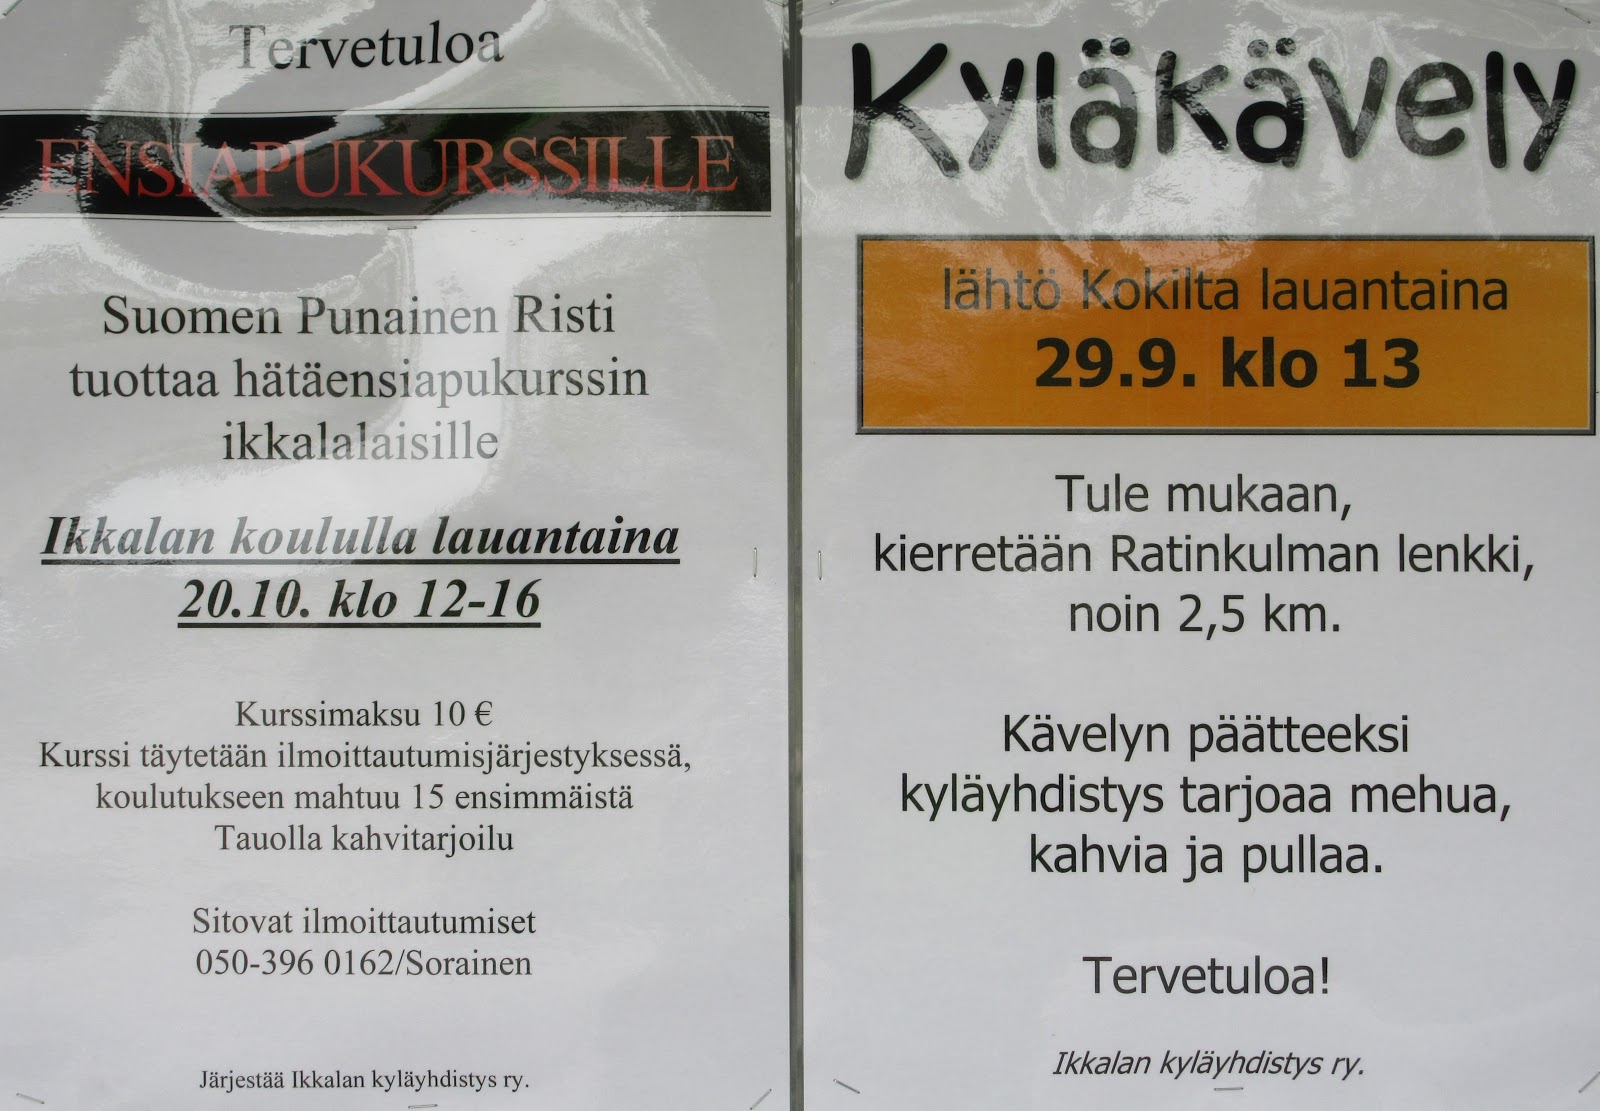 Tervetuloa
ENSIAPUKURSSILLE
Suomen Punainen Risti
tuottaa hätäensiapukurssin
ikkalalaisille
Ikkalan koululla lauantaina
20.10. klo 12-16
Kurssimaksu 10 €
Kurssi täytetään ilmoittautumisjärjestyksessä,
koulutukseen mahtuu 15 ensimmäistä
Tauolla kahvitarjoilu
Sitovat ilmoittautumiset
050-396 0162/Sorainen
Järjestää Ikkalan kyläyhdistys ry.
Kyläkävely
lähtö Kokilta lauantaina
29.9. klo 13
Tule mukaan,
kierretään Ratinkulman lenkki,
noin 2,5 km.
Kävelyn päätteeksi
kyläyhdistys tarjoaa mehua,
kahvia ja pullaa.
Tervetuloa!
Ikkalan kyläyhdistys ry.